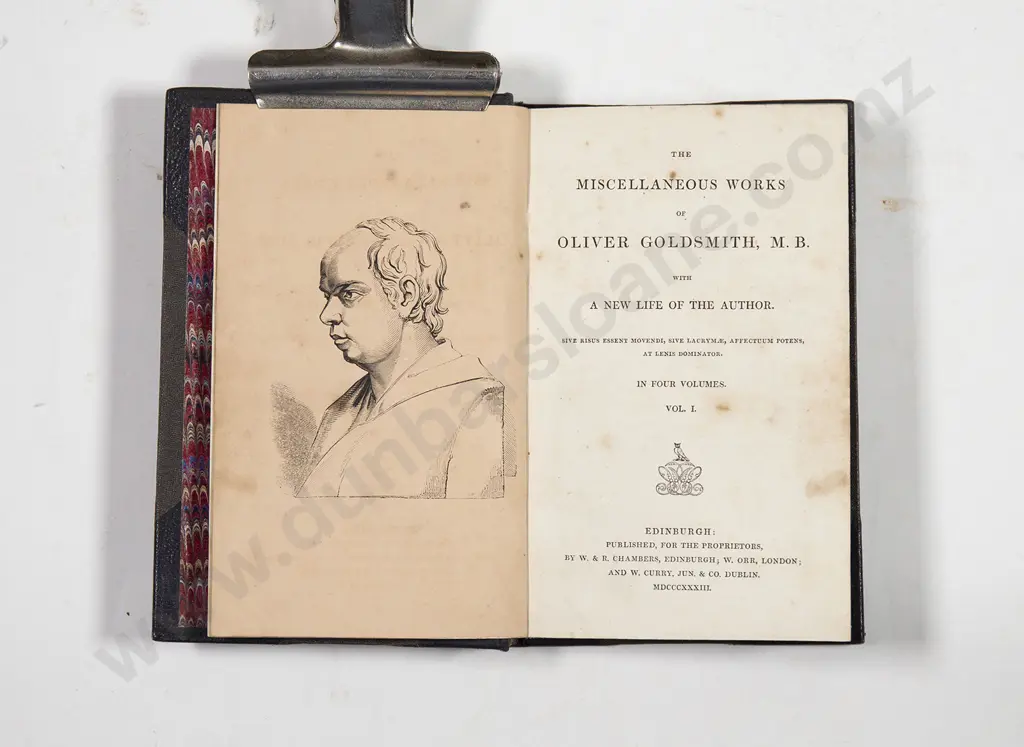 THE
MISCELLANEOUS WORKS
OF
OLIVER GOLDSMITH, M. B.
WITH
A NEW LIFE OF THE AUTHOR.
SIVE RISUS ESSENT MOVENDI, SIVE LACRYMÆ, AFFECTUUM POTENS,
AT LENIS DOMINATOR.
IN FOUR VOLUMES.
VOL. I.
EDINBURGH:
PUBLISHED, FOR THE PROPRIETORS,
BY W. & R. CHAMBERS, EDINBURGH; W. ORR, LONDON;
AND W. CURRY, JUN. & CO. DUBLIN.
MDCCCXXXIII.
www.dunbarsloane.co.nz